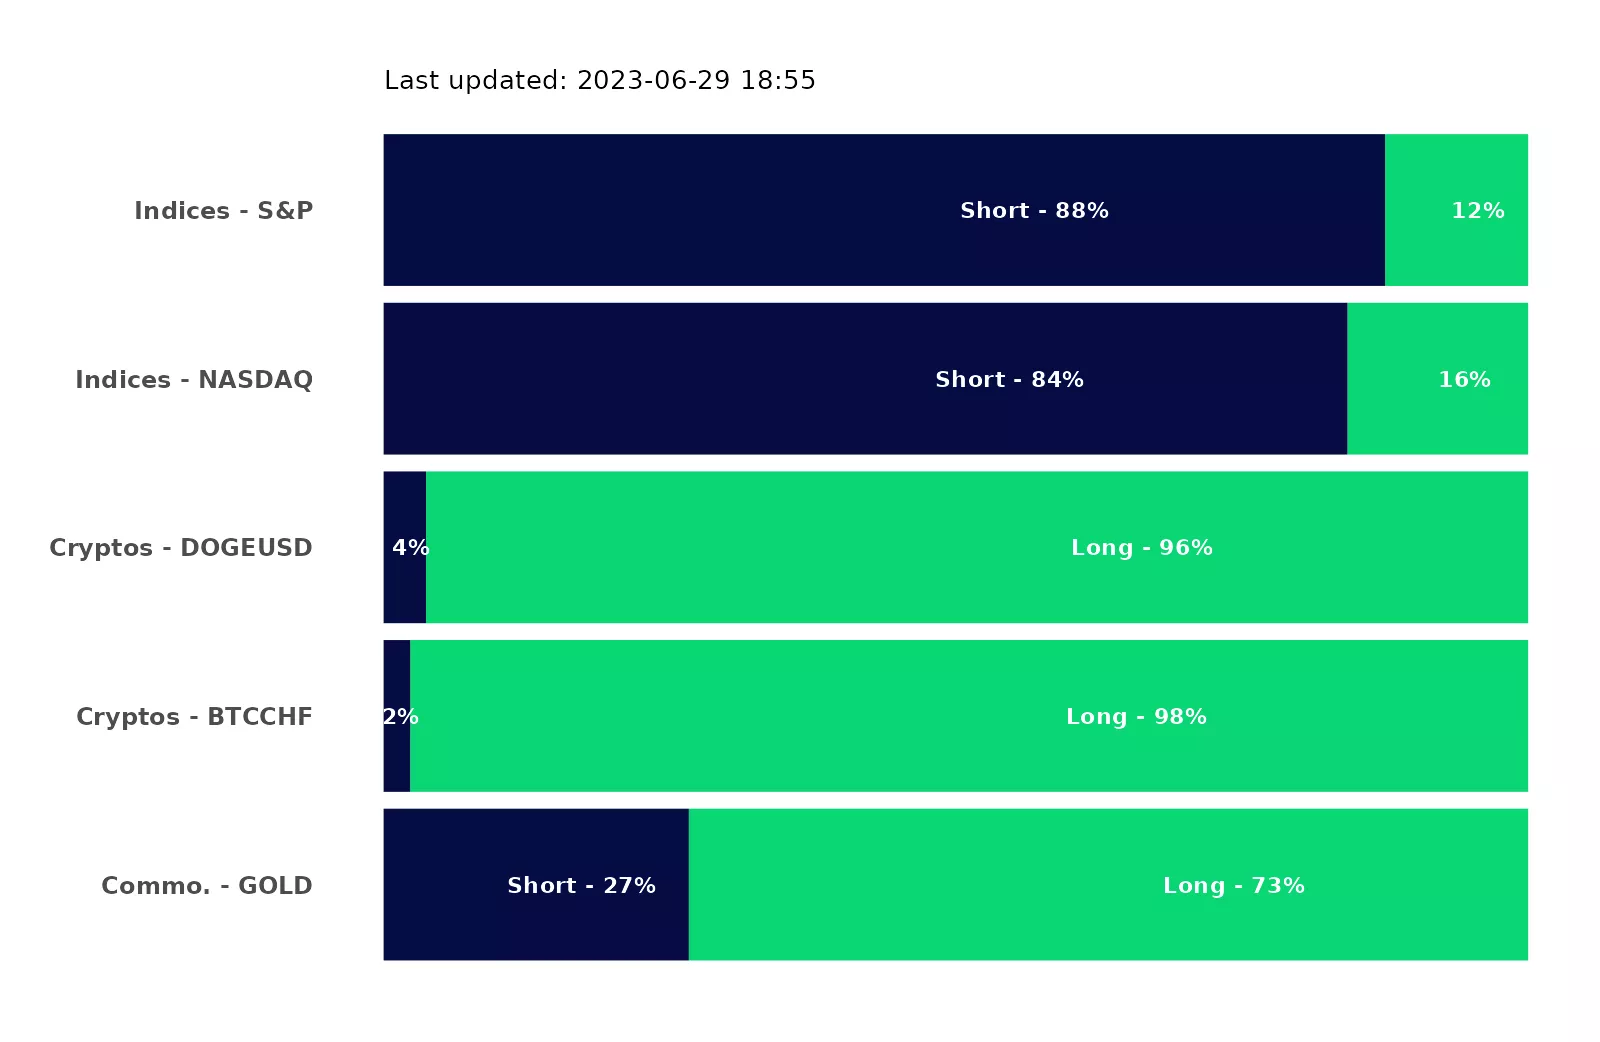 Last updated: 2023-06-29 18:55
Indices - S&P Short - 88% 12%
Indices - NASDAQ Short - 84% 16%
Cryptos - DOGEUSD 4% Long - 96%
Cryptos - BTCCHF 2% Long - 98%
Commo. - GOLD Short - 27% Long - 73%